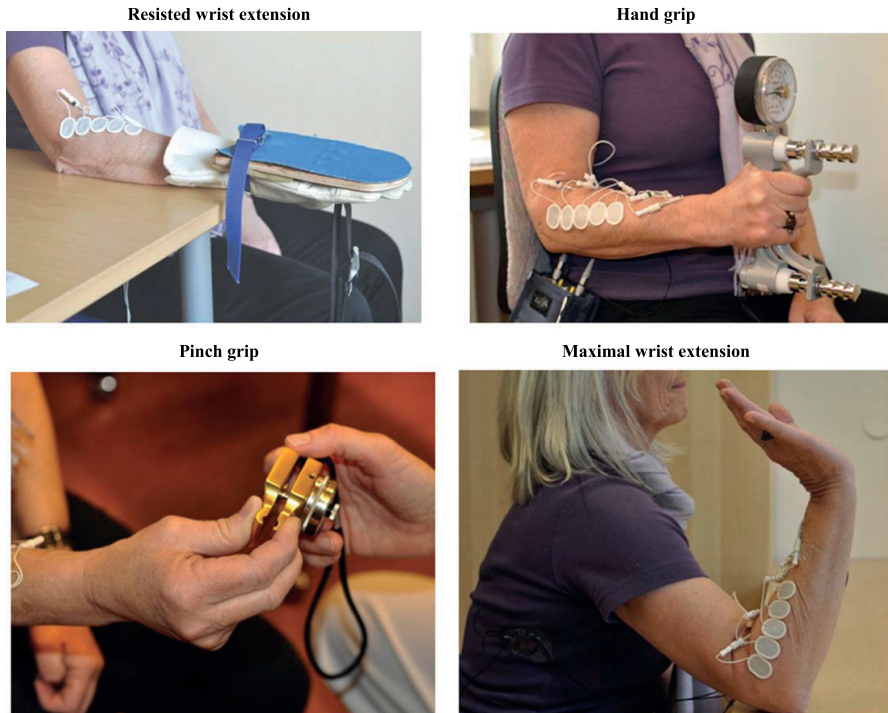 Resisted wrist extension
Hand grip
Pinch grip
Maximal wrist extension